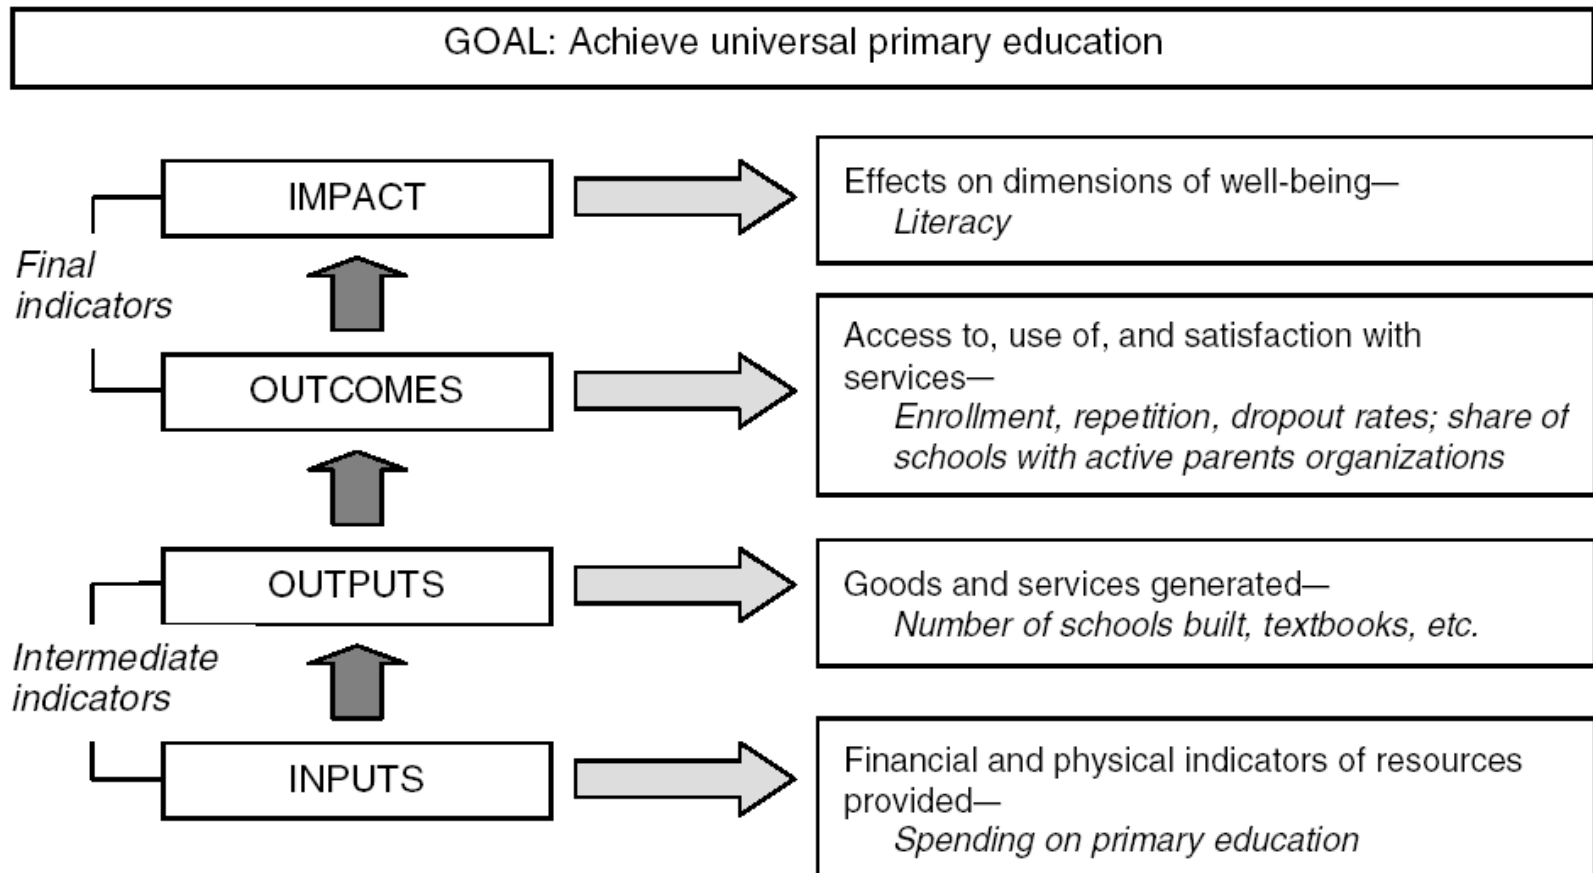 GOAL: Achieve universal primary education
IMPACT
Effects on dimensions of well-being—
Literacy
Final
indicators
OUTCOMES
Access to, use of, and satisfaction with
services—
Enrollment, repetition, dropout rates; share of
schools with active parents organizations
OUTPUTS
Goods and services generated—
Number of schools built, textbooks, etc.
Intermediate
indicators
INPUTS
Financial and physical indicators of resources
provided—
Spending on primary education